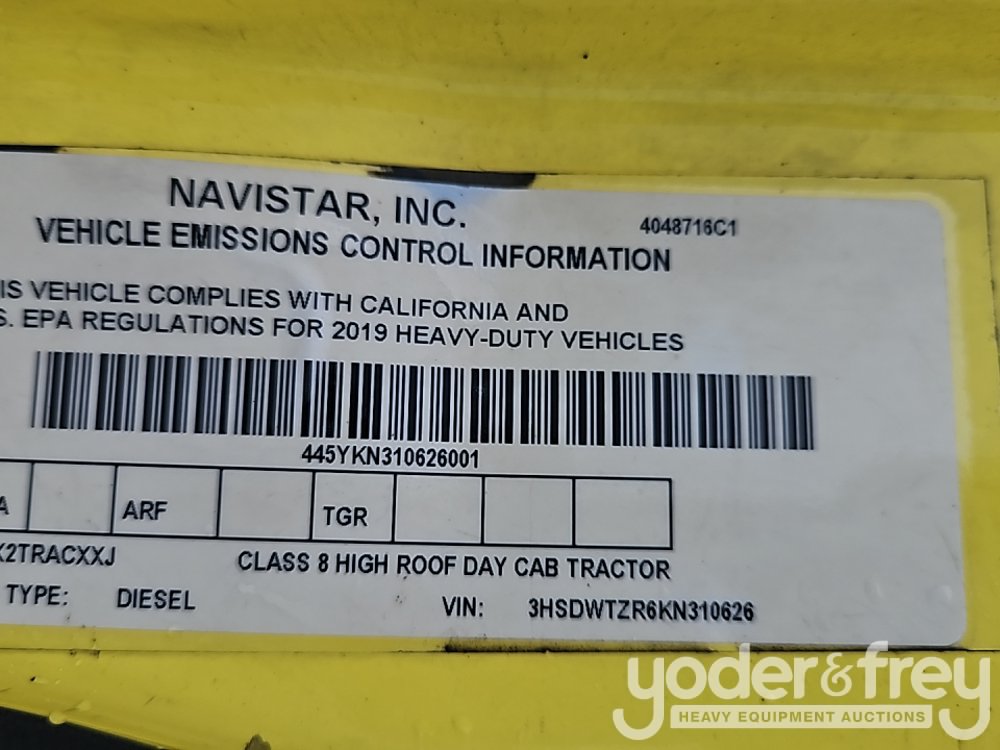 NAVISTAR, INC.
4048716C1
VEHICLE EMISSIONS CONTROL INFORMATION
IS VEHICLE COMPLIES WITH CALIFORNIA AND
S. EPA REGULATIONS FOR 2019 HEAVY-DUTY VEHICLES
445YKN310626001
A ARF TGR
X2TRACXXJ CLASS 8 HIGH ROOF DAY CAB TRACTOR
TYPE: DIESEL VIN: 3HSDWTZR6KN310626
yoder&frey
HEAVY EQUIPMENT AUCTIONS